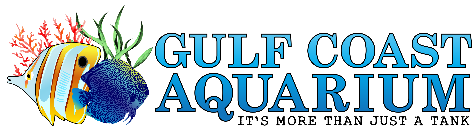 GULF COAST
AQUARIUM
IT'S MORE THAN JUST A TANK